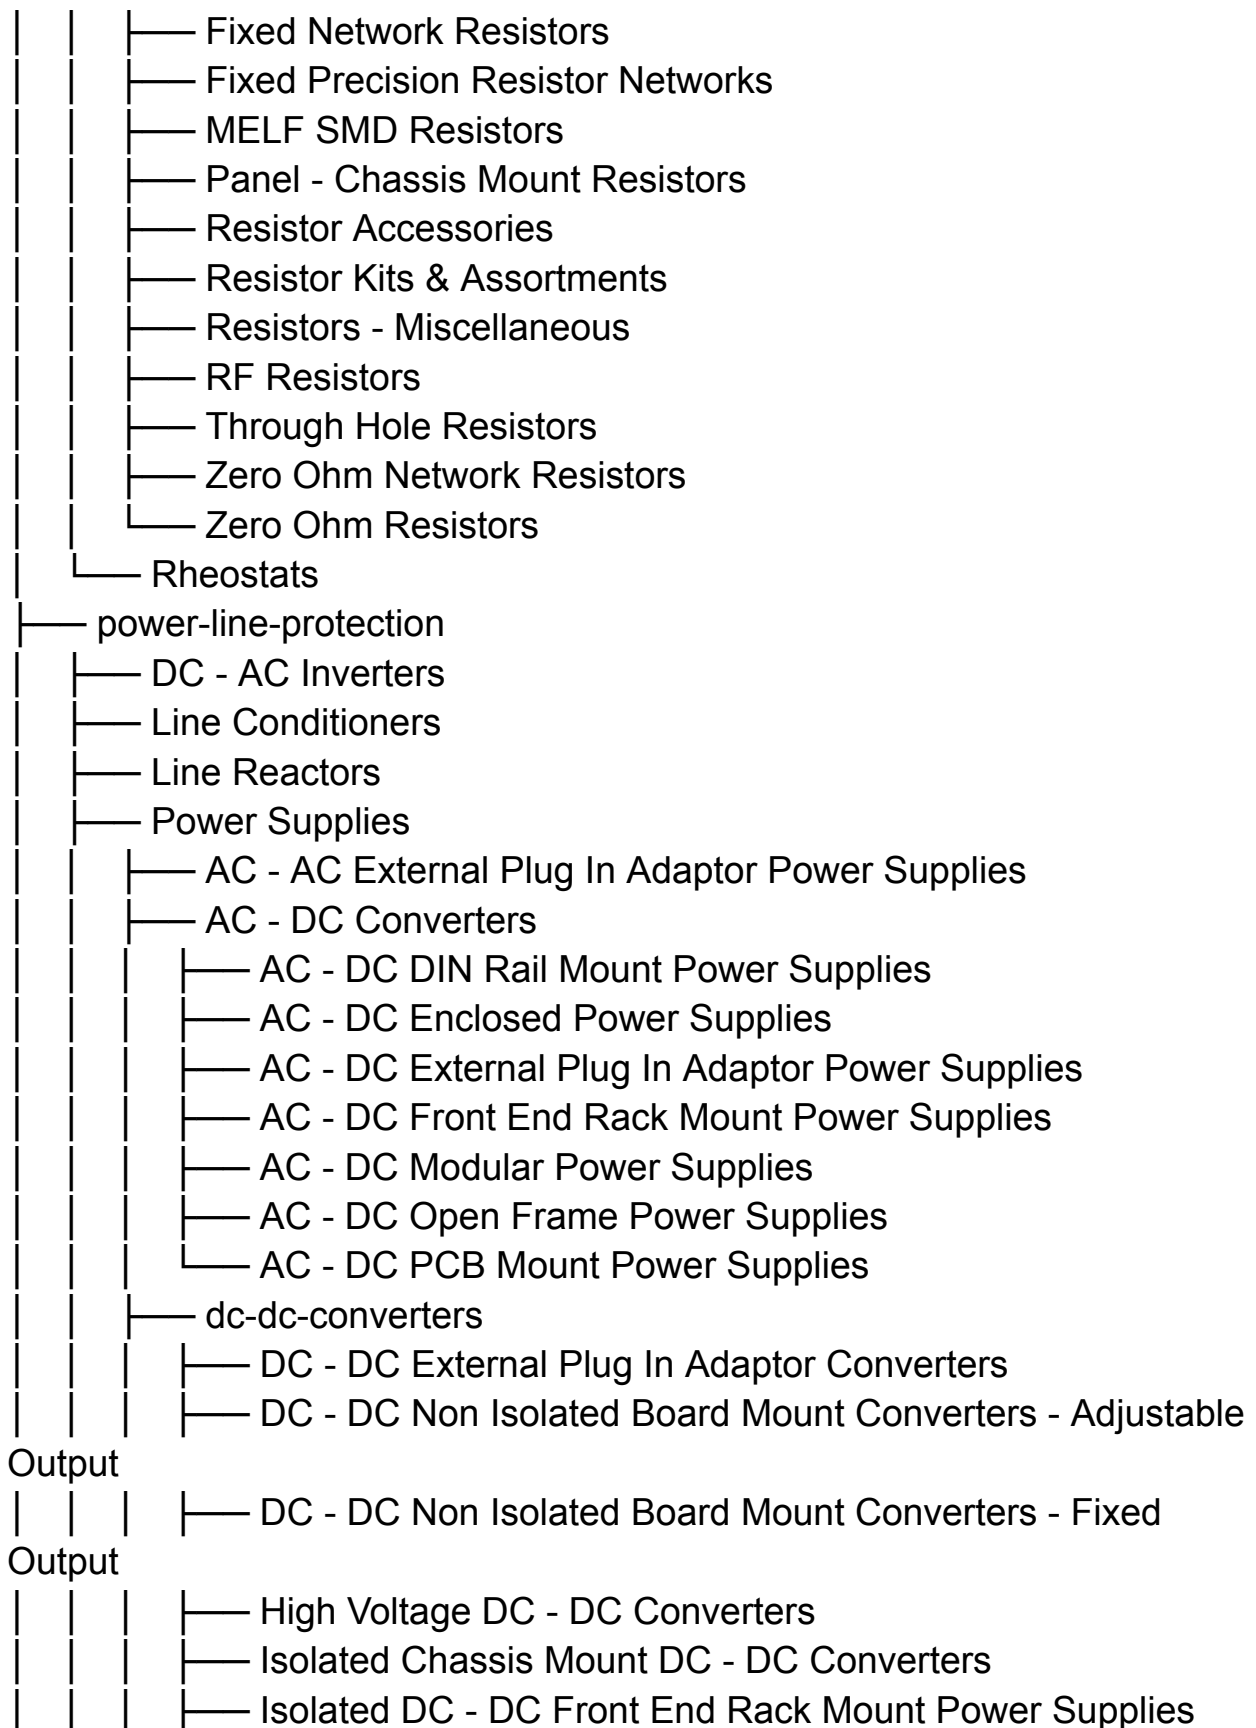 │   │   ├── Fixed Network Resistors
│   │   ├── Fixed Precision Resistor Networks
│   │   ├── MELF SMD Resistors
│   │   ├── Panel - Chassis Mount Resistors
│   │   ├── Resistor Accessories
│   │   ├── Resistor Kits & Assortments
│   │   ├── Resistors - Miscellaneous
│   │   ├── RF Resistors
│   │   ├── Through Hole Resistors
│   │   ├── Zero Ohm Network Resistors
│   │   └── Zero Ohm Resistors
│   └── Rheostats
├── power-line-protection
│   ├── DC - AC Inverters
│   ├── Line Conditioners
│   ├── Line Reactors
│   ├── Power Supplies
│   │   ├── AC - AC External Plug In Adaptor Power Supplies
│   │   ├── AC - DC Converters
│   │   │   ├── AC - DC DIN Rail Mount Power Supplies
│   │   │   ├── AC - DC Enclosed Power Supplies
│   │   │   ├── AC - DC External Plug In Adaptor Power Supplies
│   │   │   ├── AC - DC Front End Rack Mount Power Supplies
│   │   │   ├── AC - DC Modular Power Supplies
│   │   │   ├── AC - DC Open Frame Power Supplies
│   │   │   └── AC - DC PCB Mount Power Supplies
│   │   ├── dc-dc-converters
│   │   │   ├── DC - DC External Plug In Adaptor Converters
│   │   │   ├── DC - DC Non Isolated Board Mount Converters - Adjustable
Output
│   │   │   ├── DC - DC Non Isolated Board Mount Converters - Fixed
Output
│   │   │   ├── High Voltage DC - DC Converters
│   │   │   ├── Isolated Chassis Mount DC - DC Converters
│   │   │   ├── Isolated DC - DC Front End Rack Mount Power Supplies